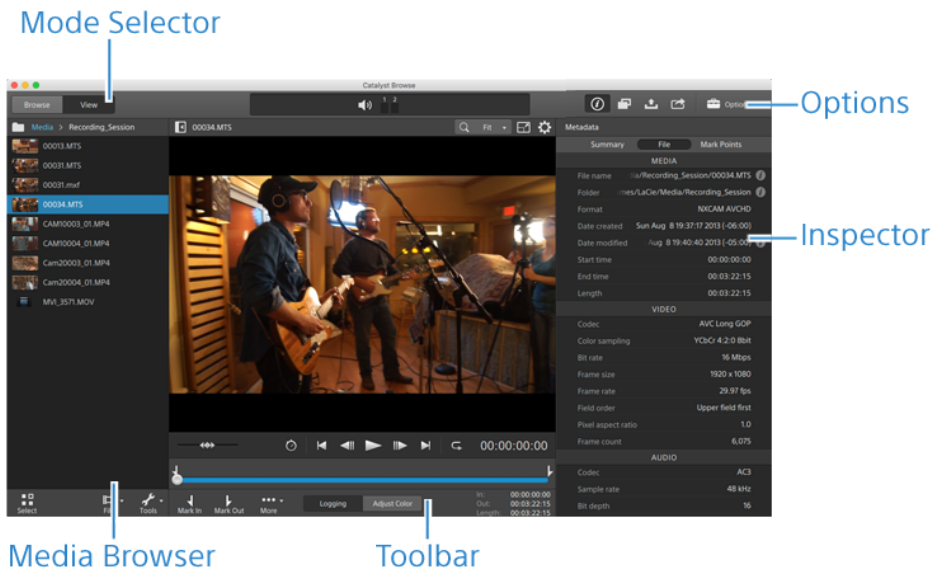 Mode Selector
Catalyst Browse
Browse View
1 2
Options
Media > Recording_Session
00034.MTS
Fit
Metadata
00013.MTS
Summary File Mark Points
MEDIA
00031.MTS
File name /Recording_Session/00034.MTS
00031.mxf
Folder /LaCie/Media/Recording_Session
Format NXCAM AVCHD
00034.MTS
Date created Sun Aug 8 19:37:17 2013 (-06:00)
CAM10003_01.MP4
Date modified Aug 8 19:40:40 2013 (-05:00)
Inspector
CAM10004_01.MP4
Start time 00:00:00:00
Cam20003_01.MP4
End time 00:03:22:15
Cam20004_01.MP4
Length 00:03:22:15
MVI_3571.MOV
VIDEO
Codec AVC Long GOP
Color sampling YCbCr 4:2:0 8bit
Bit rate 16 Mbps
Frame size 1920 x 1080
Frame rate 29.97 fps
Field order Upper field first
Pixel aspect ratio 1.0
Frame count 6,075
00:00:00:00
AUDIO
Codec AC3
Sample rate 48 kHz
Bit depth 16
Select Tools
Mark In Mark Out More
Logging Adjust Color
In: 00:00:00:00
Out: 00:03:22:15
Length: 00:03:22:15
Media Browser
Toolbar